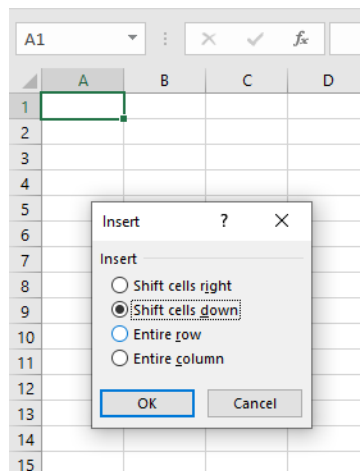 A1 fx
A B C D
1
2
3
4
5
Insert ?
6
7 Insert
8 Shift cells right
9 Shift cells down
10 Entire row
11 Entire column
12
13 OK Cancel
14
15